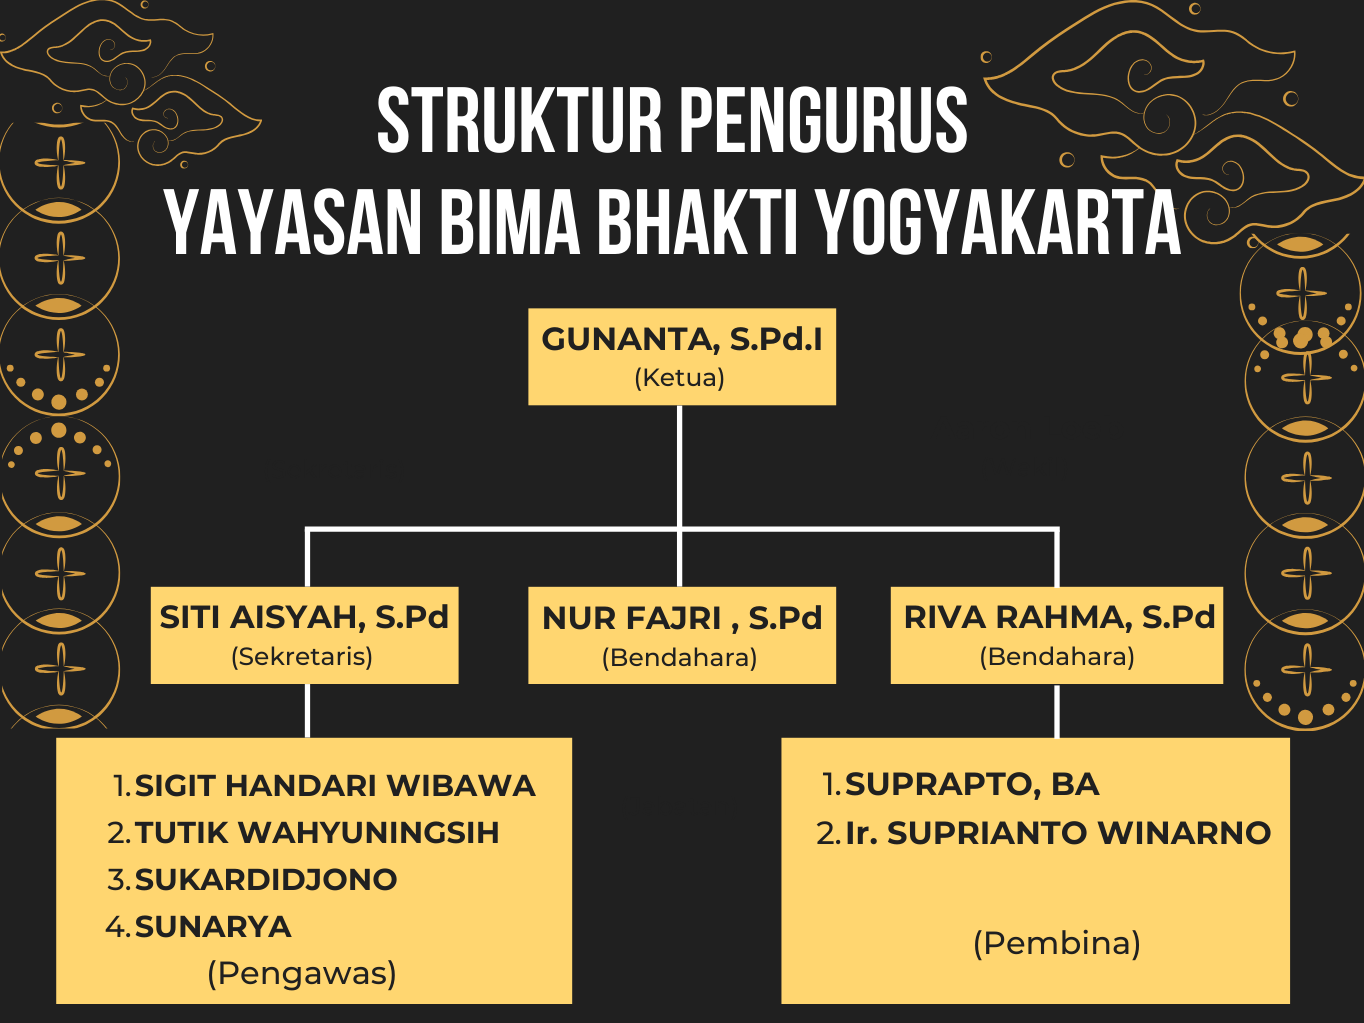 STRUKTUR PENGURUS
YAYASAN BIMA BHAKTI YOGYAKARTA
GUNANTA, S.Pd.I
(Ketua)
SITI AISYAH, S.Pd
(Sekretaris)
NUR FAJRI , S.Pd
(Bendahara)
RIVA RAHMA, S.Pd
(Bendahara)
1. SIGIT HANDARI WIBAWA
2. TUTIK WAHYUNINGSIH
3. SUKARDIDJONO
4. SUNARYA
(Pengawas)
1. SUPRAPTO, BA
2. Ir. SUPRIANTO WINARNO
(Pembina)